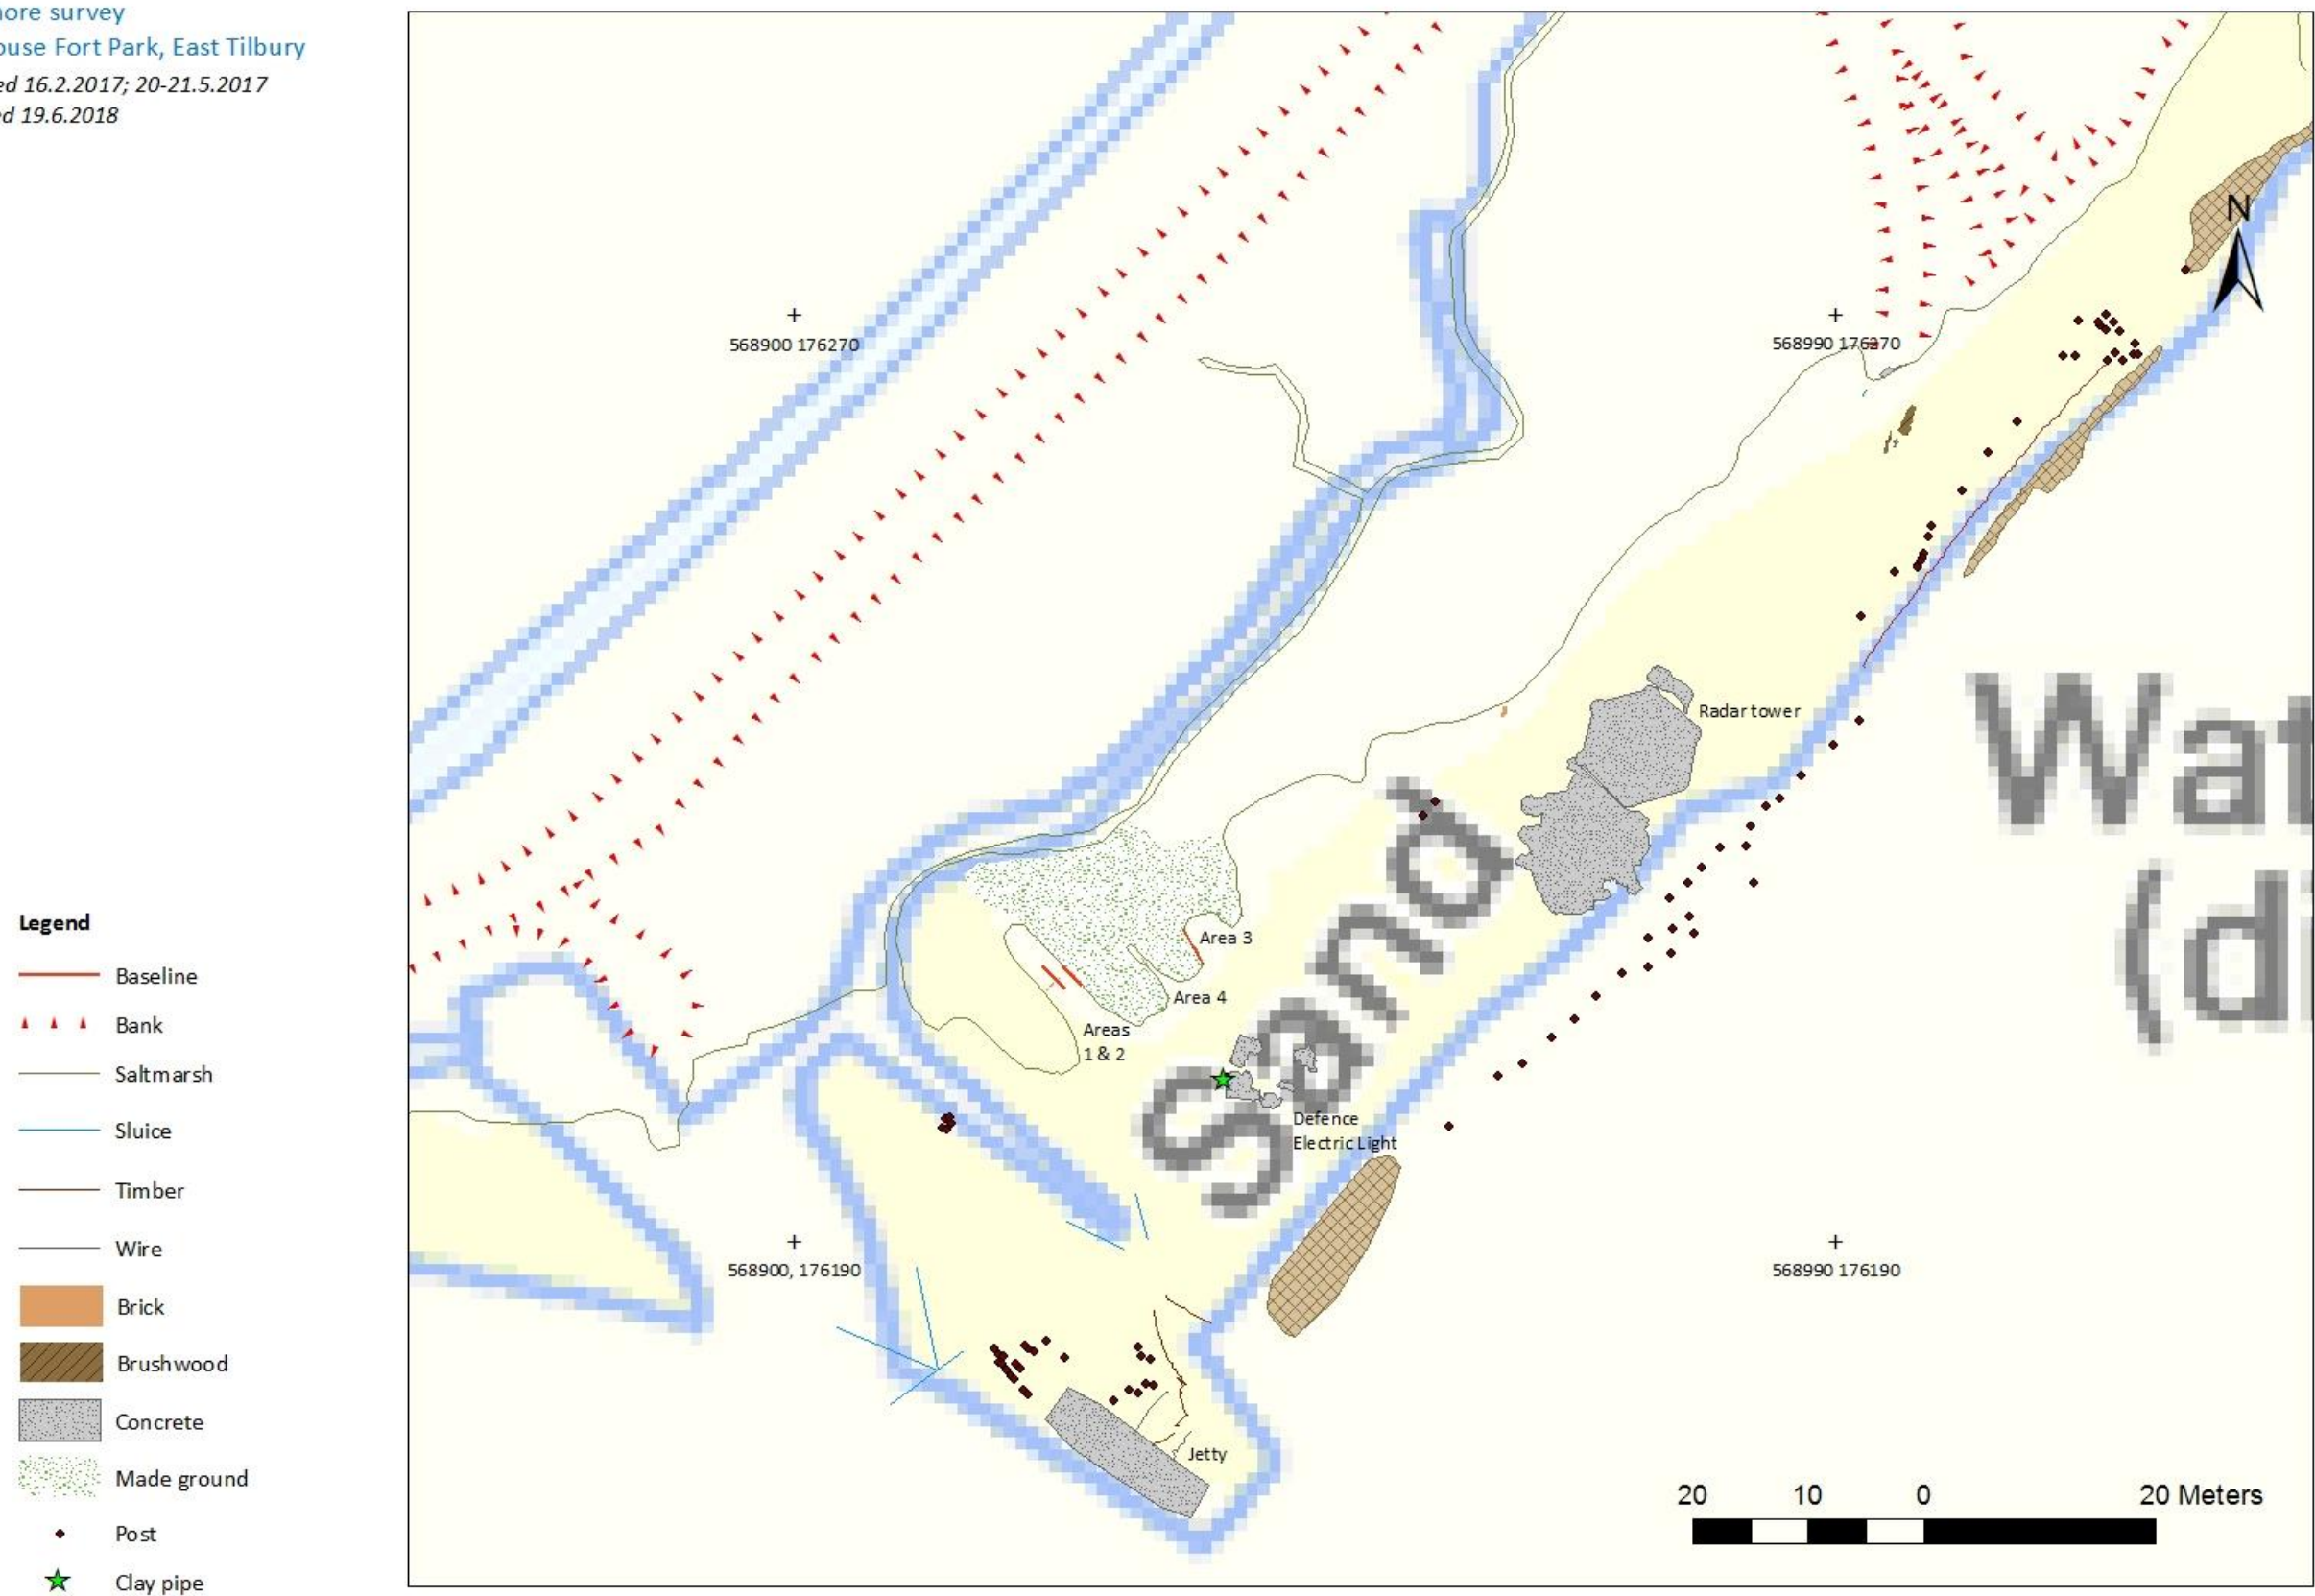 ore survey
ouse Fort Park, East Tilbury
ed 16.2.2017; 20-21.5.2017
ed 19.6.2018
N
568900 176270
568990 176270
Radar tower
Wat
(di
Sand
Area 3
Area 4
Areas
1 & 2
Defence
Electric Light
568900, 176190
568990 176190
Jetty
20 10 0 20 Meters
Legend
Baseline
Bank
Saltmarsh
Sluice
Timber
Wire
Brick
Brushwood
Concrete
Made ground
Post
Clay pipe